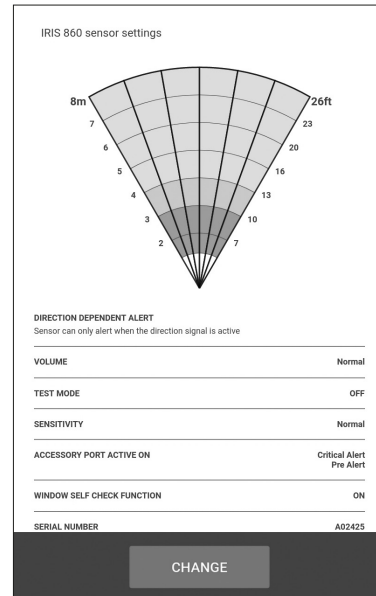 IRIS 860 sensor settings
8m 26ft
7 23
6 20
5 16
4 13
3 10
2 7
DIRECTION DEPENDENT ALERT
Sensor can only alert when the direction signal is active
VOLUME Normal
TEST MODE OFF
SENSITIVITY Normal
ACCESSORY PORT ACTIVE ON Critical Alert
Pre Alert
WINDOW SELF CHECK FUNCTION ON
SERIAL NUMBER A02425
CHANGE